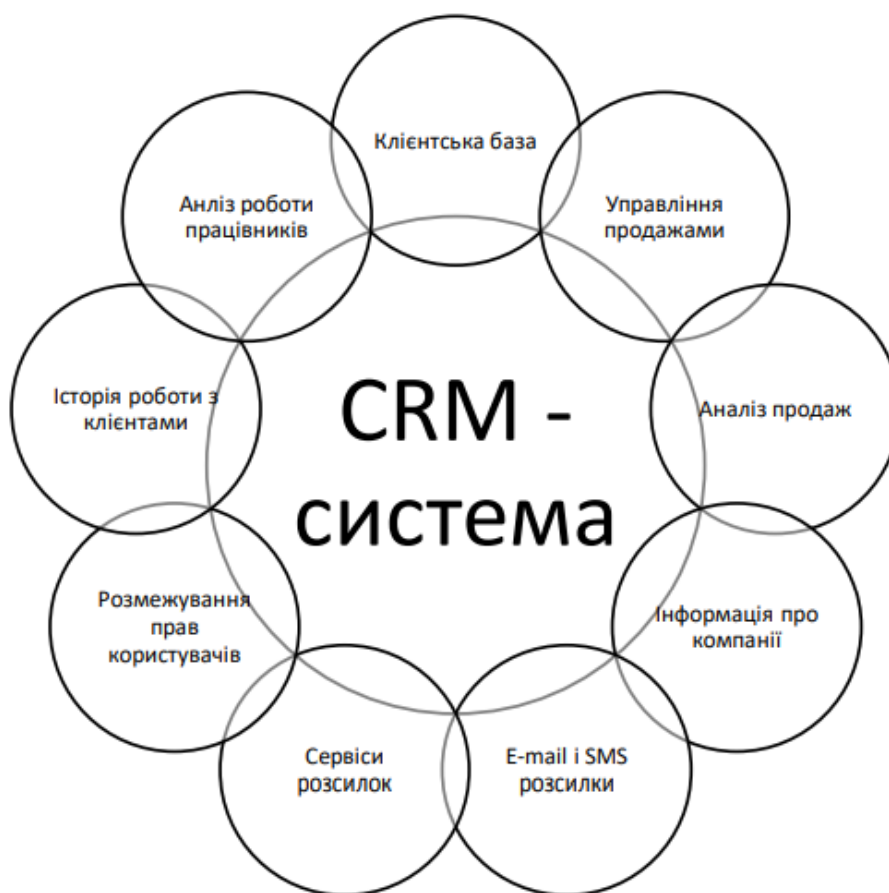 Клієнтська база
Управління
продажами
Аналіз продаж
Інформація про
компанії
E-mail і SMS
розсилки
Сервіси
розсилок
Розмежування
прав
користувачів
Історія роботи з
клієнтами
Анліз роботи
працівників
CRM -
система